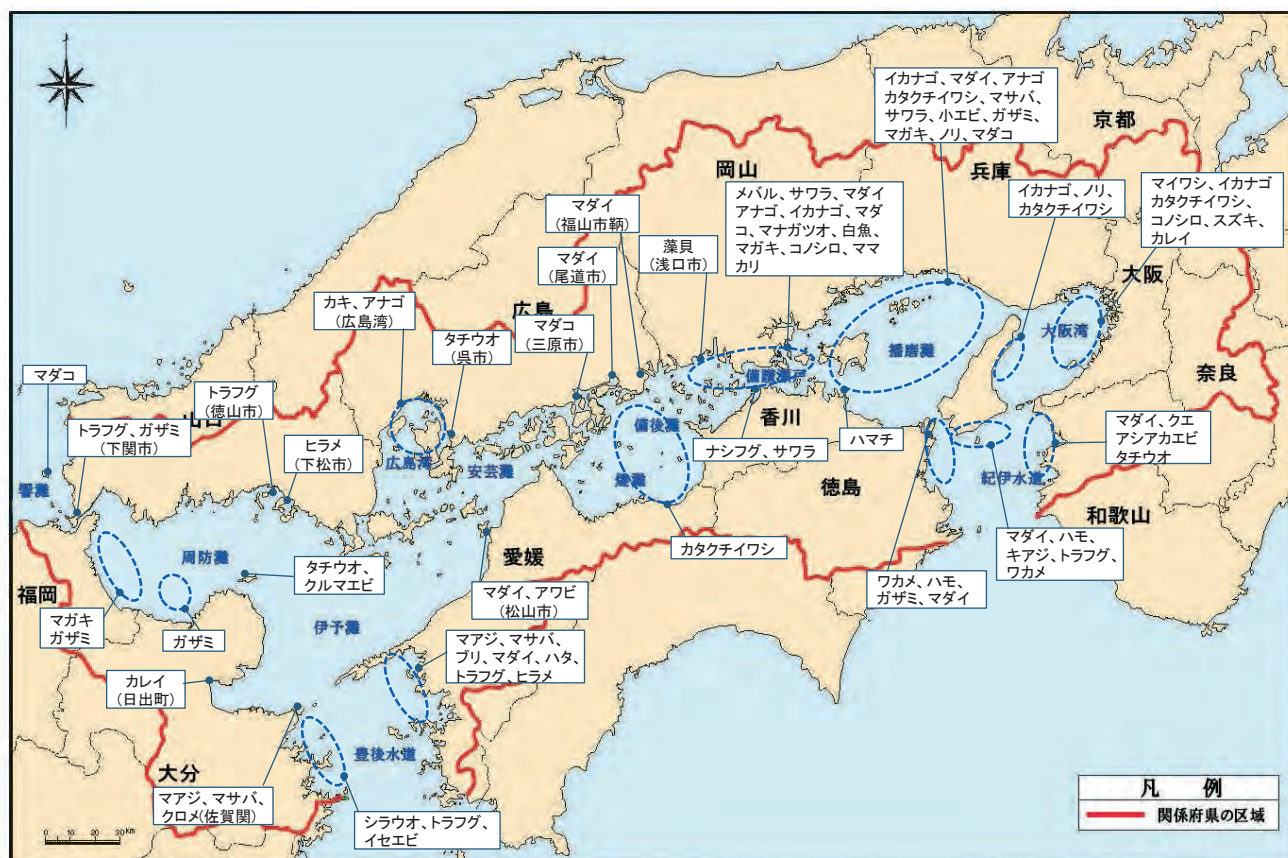 イカナゴ、マダイ、アナゴ
カタクチイワシ、マサバ、
サワラ、小エビ、ガザミ、
マガキ、ノリ、マダコ
京都
兵庫
岡山
イカナゴ、ノリ、
カタクチイワシ
マイワシ、イカナゴ
カタクチイワシ、
コノシロ、スズキ、
カレイ
メバル、サワラ、マダイ
アナゴ、イカナゴ、マダ
コ、マナガツオ、白魚、
マガキ、コノシロ、ママ
カリ
マダイ
(福山市鞆)
藻貝
(浅口市)
マダイ
(尾道市)
大阪
広島
カキ、アナゴ
(広島湾)
タチウオ
(呉市)
マダコ
(三原市)
大阪湾
播磨灘
備讃瀬戸
奈良
マダコ
トラフグ
(徳山市)
山口
トラフグ、ガザミ
(下関市)
ヒラメ
(下松市)
香川
備後灘
マダイ、クエ
アシアカエビ
タチウオ
ナシフグ、サワラ
ハマチ
広島湾
安芸灘
燧灘
響灘
徳島
紀伊水道
和歌山
周防灘
愛媛
カタクチイワシ
マダイ、ハモ、
キアジ、トラフグ、
ワカメ
タチウオ、
クルマエビ
ワカメ、ハモ、
ガザミ、マダイ
福岡
マダイ、アワビ
(松山市)
マガキ
ガザミ
ガザミ
伊予灘
マアジ、マサバ、
ブリ、マダイ、ハタ、
トラフグ、ヒラメ
カレイ
(日出町)
豊後水道
大分
マアジ、マサバ、
クロメ(佐賀関)
シラウオ、トラフグ、
イセエビ
凡 例
関係府県の区域
0 10 20 30 Km